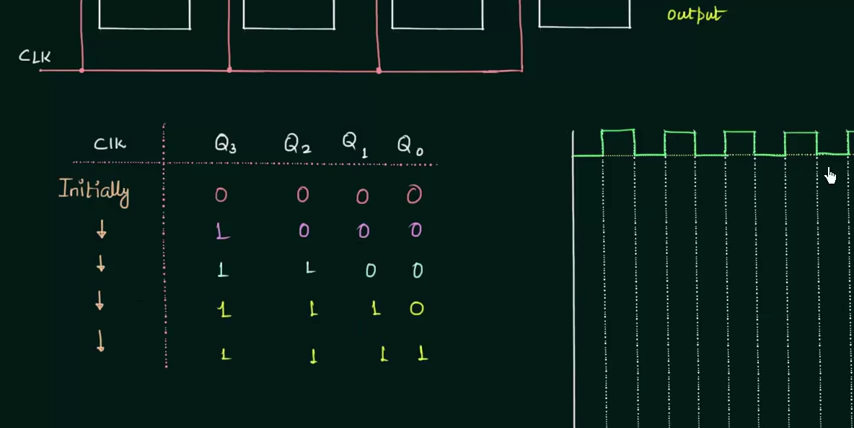 output
CLK
Clk Q3 Q2 Q1 Q0
Initially 0 0 0 0
↓ 1 0 0 0
↓ 1 1 0 0
↓ 1 1 1 0
↓ 1 1 1 1